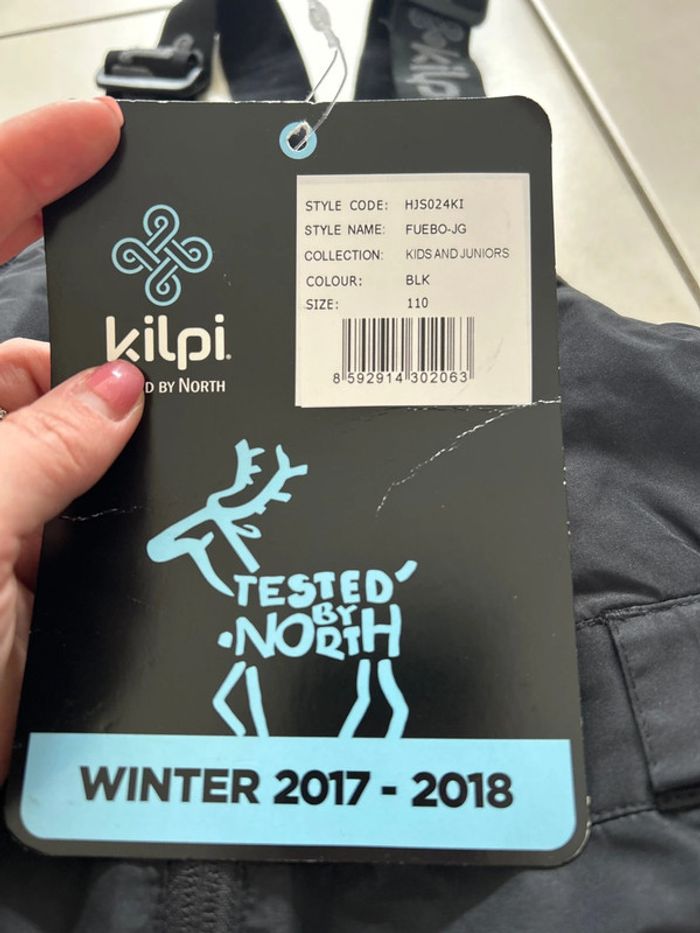 kilpi
STYLE CODE: HJS024KI
STYLE NAME: FUEBO-JG
COLLECTION: KIDS AND JUNIORS
COLOUR: BLK
SIZE: 110
8 592914 302063
kilpi.
D BY NORTH
TESTED
BY
NORTH
WINTER 2017 - 2018